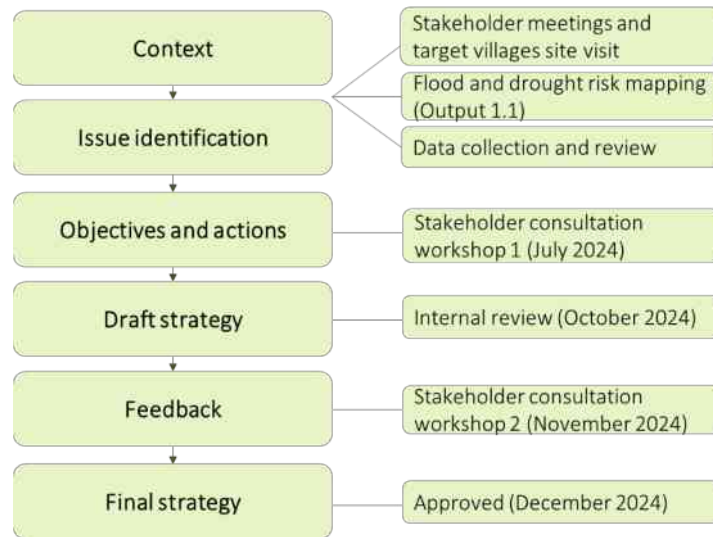 Context
Stakeholder meetings and
target villages site visit
Flood and drought risk mapping
(Output 1.1)
Issue identification
Data collection and review
Objectives and actions
Stakeholder consultation
workshop 1 (July 2024)
Draft strategy
Internal review (October 2024)
Feedback
Stakeholder consultation
workshop 2 (November 2024)
Final strategy
Approved (December 2024)